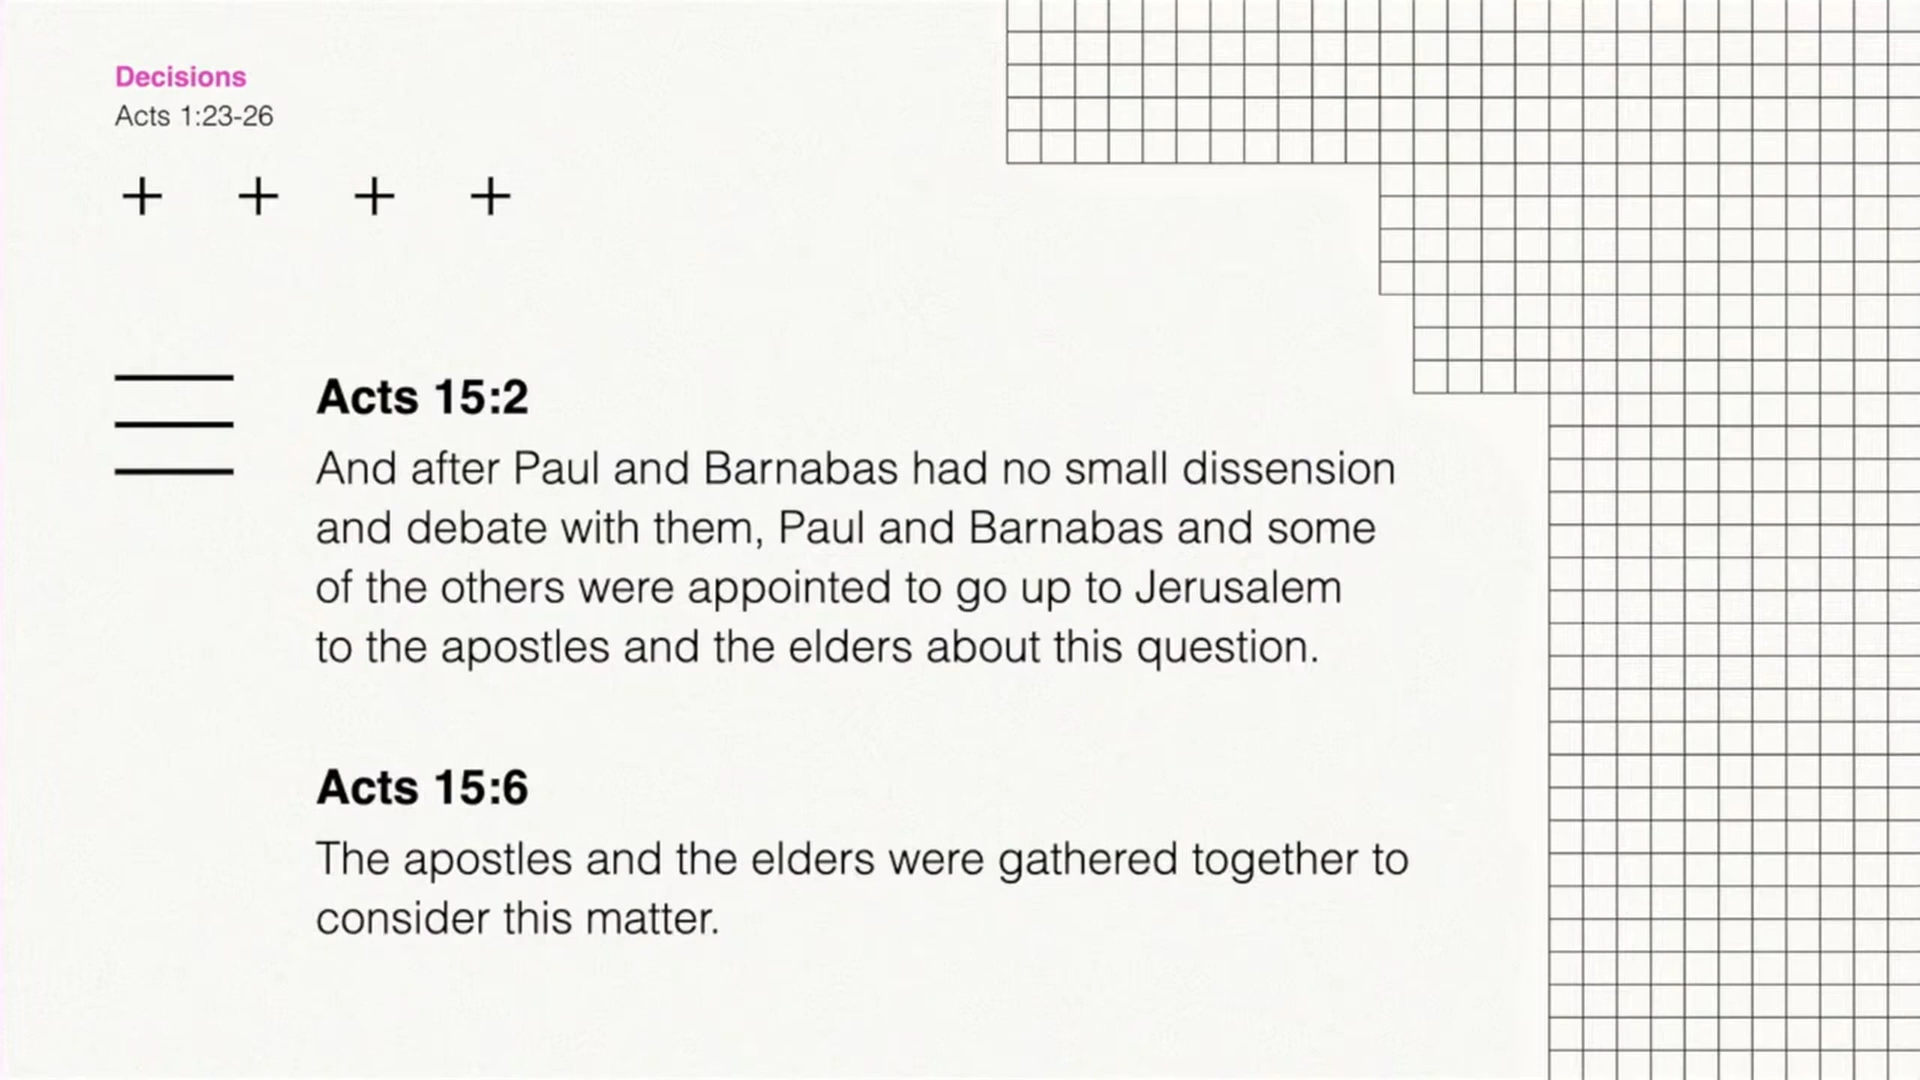 Decisions
Acts 1:23-26
+ + + +
Acts 15:2
And after Paul and Barnabas had no small dissension
and debate with them, Paul and Barnabas and some
of the others were appointed to go up to Jerusalem
to the apostles and the elders about this question.
Acts 15:6
The apostles and the elders were gathered together to
consider this matter.